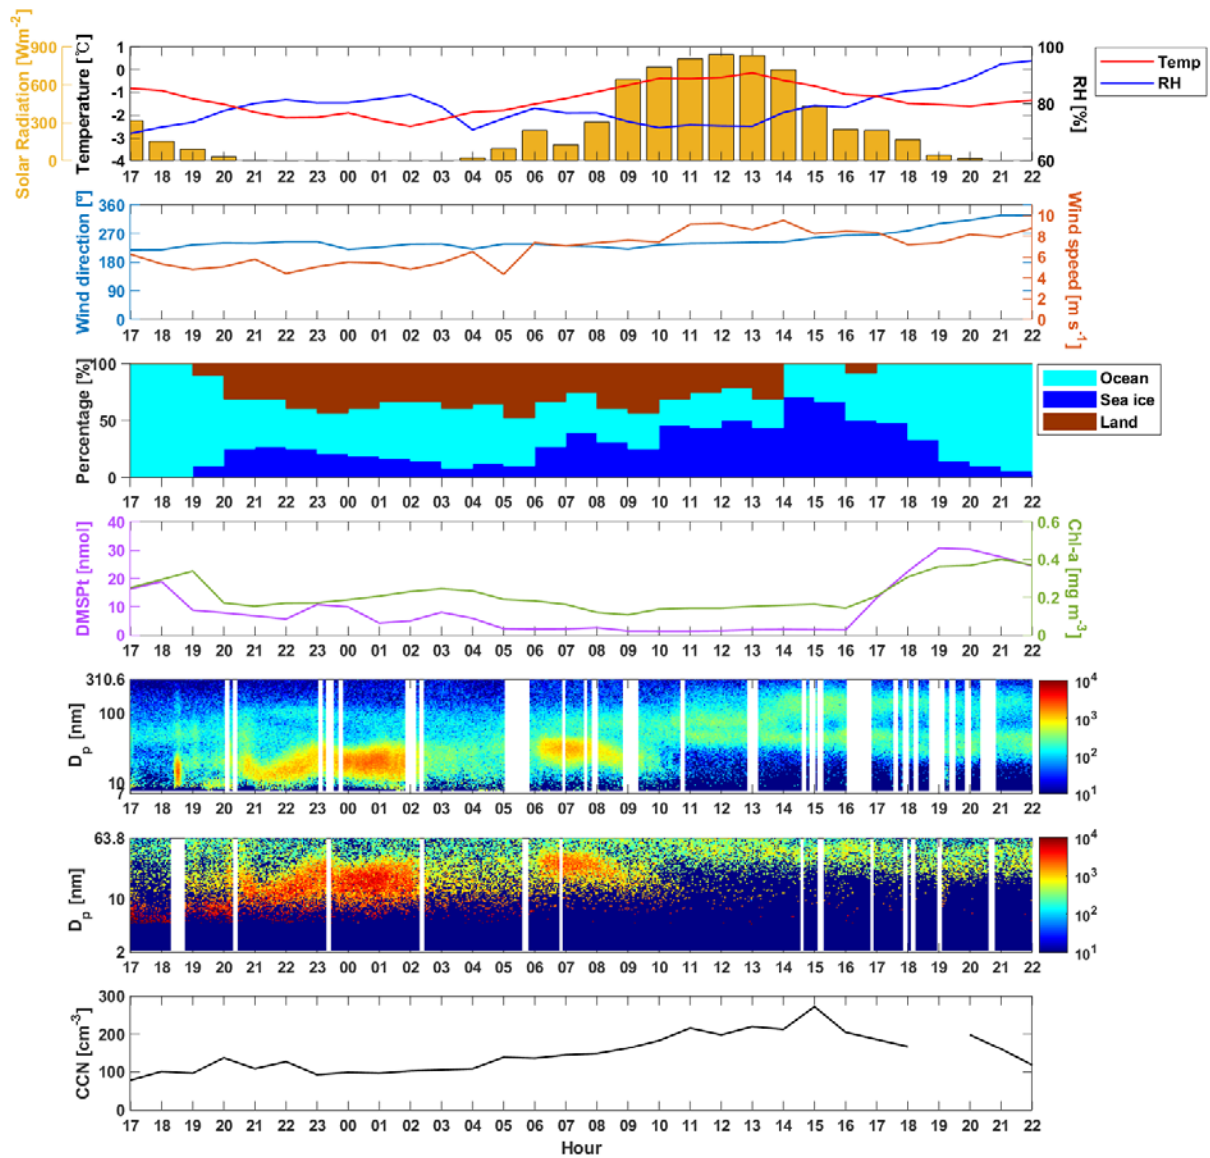 Solar Radiation [Wm-2]
900
600
300
0
Temperature [℃]
1
0
-1
-2
-3
-4
100
80
60
RH [%]
Temp
RH
17 18 19 20 21 22 23 00 01 02 03 04 05 06 07 08 09 10 11 12 13 14 15 16 17 18 19 20 21 22
Wind direction [º]
360
270
180
90
0
10
8
6
4
2
0
Wind speed [m s-1]
17 18 19 20 21 22 23 00 01 02 03 04 05 06 07 08 09 10 11 12 13 14 15 16 17 18 19 20 21 22
Percentage [%]
100
50
0
Ocean
Sea ice
Land
17 18 19 20 21 22 23 00 01 02 03 04 05 06 07 08 09 10 11 12 13 14 15 16 17 18 19 20 21 22
DMSPt [nmol]
40
30
20
10
0
0.6
0.4
0.2
0
Chl-a [mg m-3]
17 18 19 20 21 22 23 00 01 02 03 04 05 06 07 08 09 10 11 12 13 14 15 16 17 18 19 20 21 22
Dp [nm]
310.6
100
10
7
104
103
102
101
17 18 19 20 21 22 23 00 01 02 03 04 05 06 07 08 09 10 11 12 13 14 15 16 17 18 19 20 21 22
Dp [nm]
63.8
10
2
104
103
102
101
17 18 19 20 21 22 23 00 01 02 03 04 05 06 07 08 09 10 11 12 13 14 15 16 17 18 19 20 21 22
CCN [cm-3]
300
200
100
0
17 18 19 20 21 22 23 00 01 02 03 04 05 06 07 08 09 10 11 12 13 14 15 16 17 18 19 20 21 22
Hour